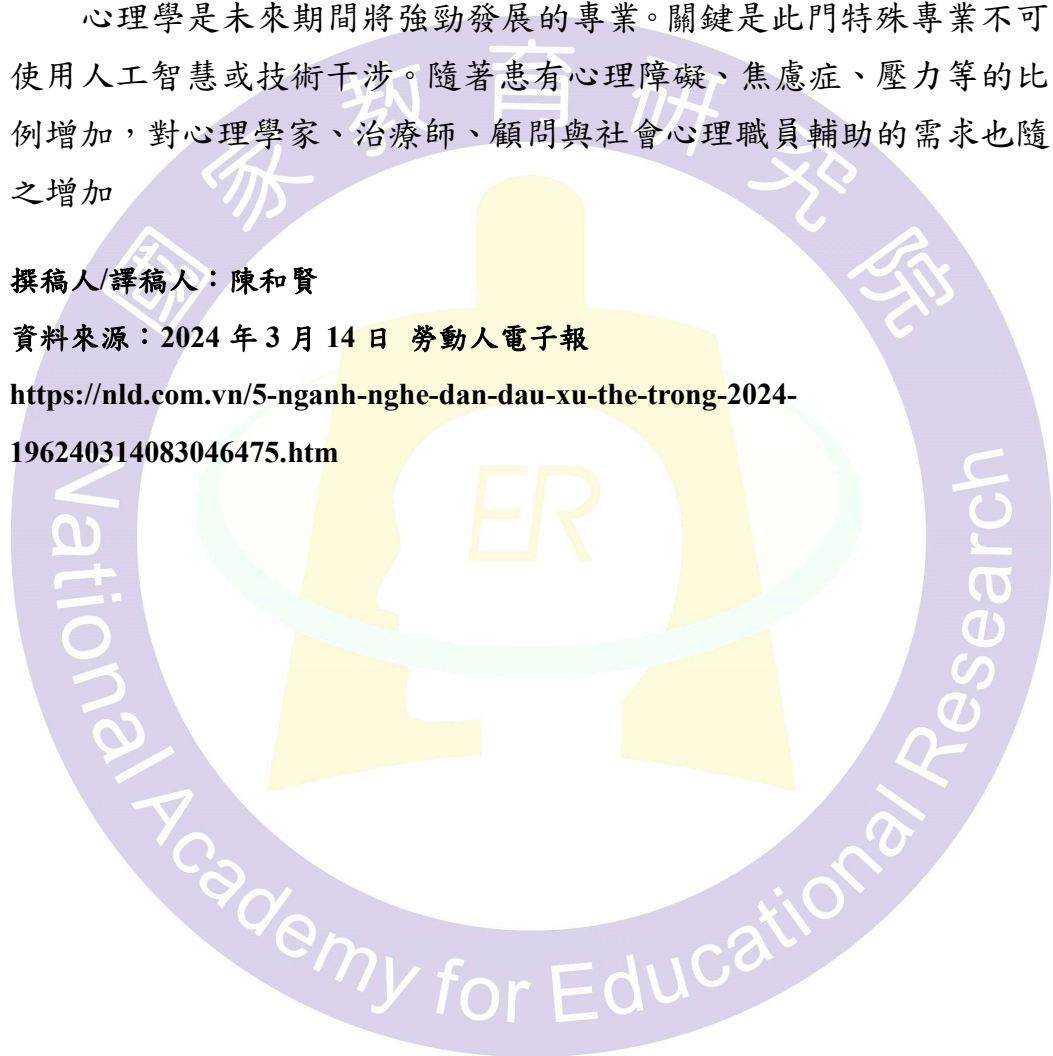 心理學是未來期間將強勁發展的專業。關鍵是此門特殊專業不可
使用人工智慧或技術干涉。隨著患有心理障礙、焦慮症、壓力等的比
例增加，對心理學家、治療師、顧問與社會心理職員輔助的需求也隨
之增加
撰稿人/譯稿人：陳和賢
資料來源：2024 年 3 月 14 日 勞動人電子報
https://nld.com.vn/5-nganh-nghe-dan-dau-xu-the-trong-2024-
196240314083046475.htm
國家教育研究院
ER
National Academy for Educational Research